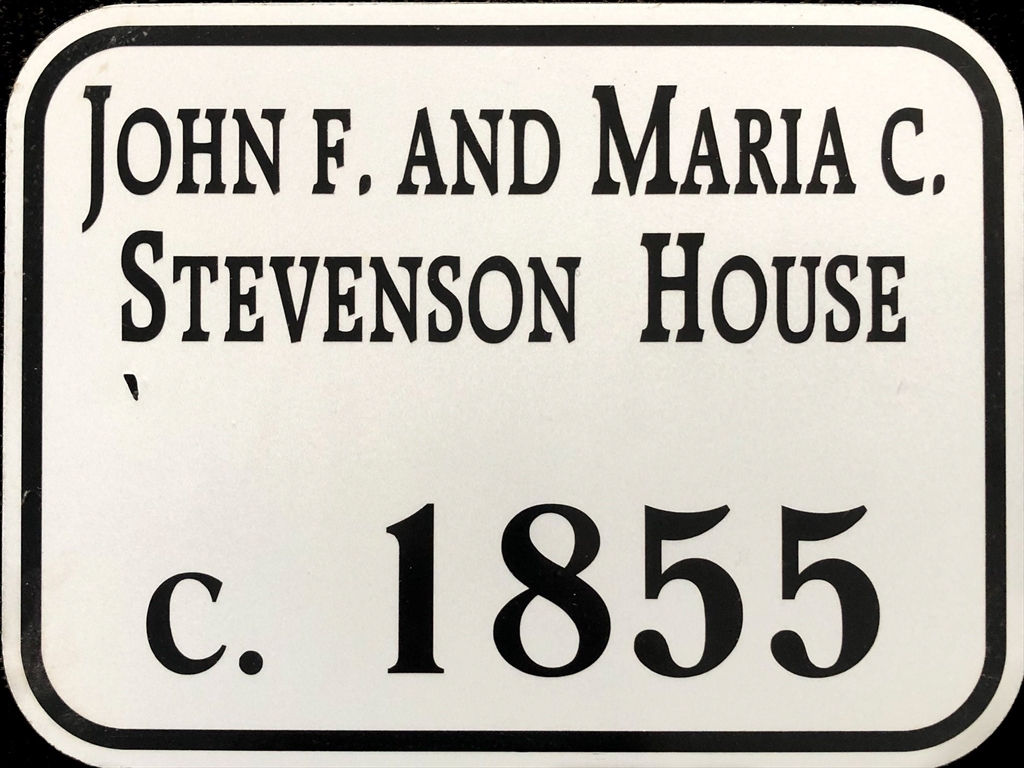 John F. and Maria C.
Stevenson House
c. 1855